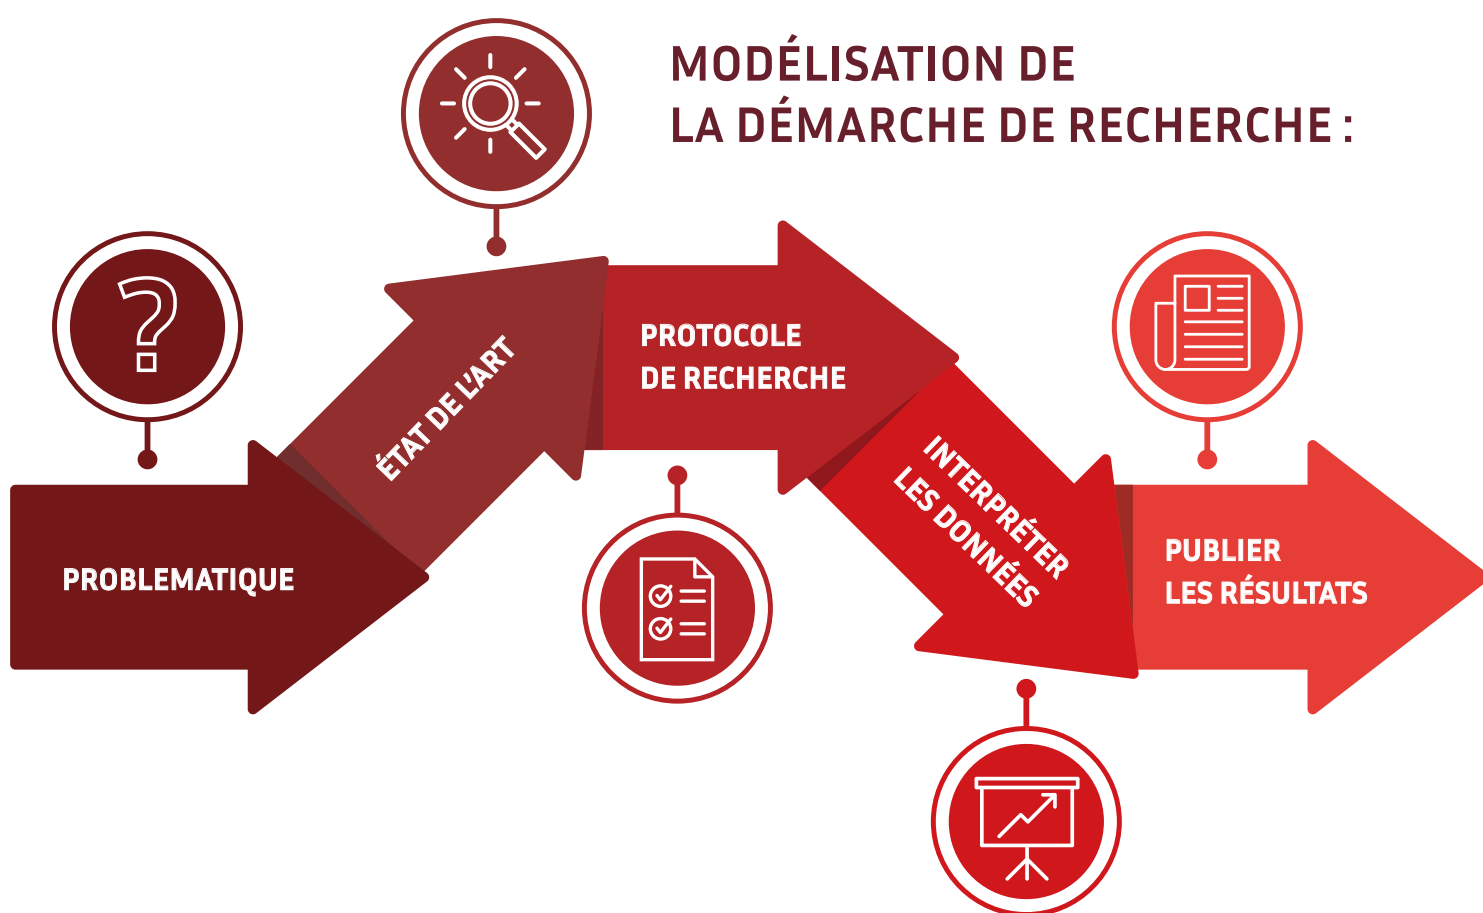 MODÉLISATION DE
LA DÉMARCHE DE RECHERCHE :
PROBLEMATIQUE
ÉTAT DE L'ART
PROTOCOLE
DE RECHERCHE
INTERPRÉTER
LES DONNÉES
PUBLIER
LES RÉSULTATS